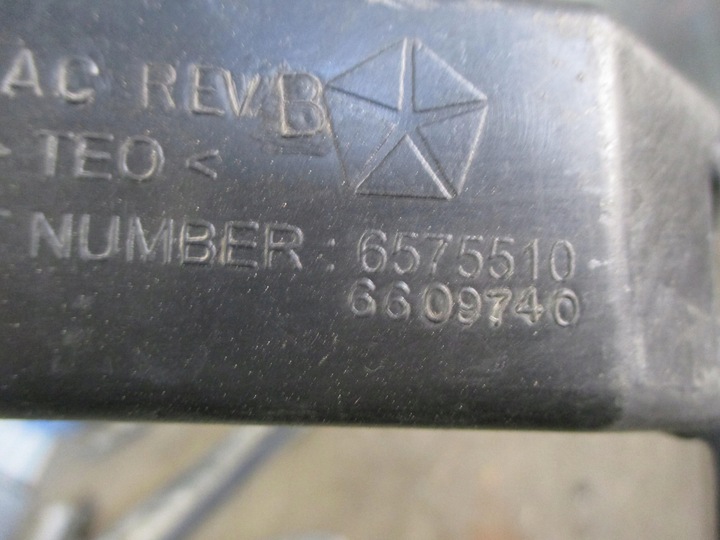 AC REV B
> TEO <
NUMBER : 6575510
6609740